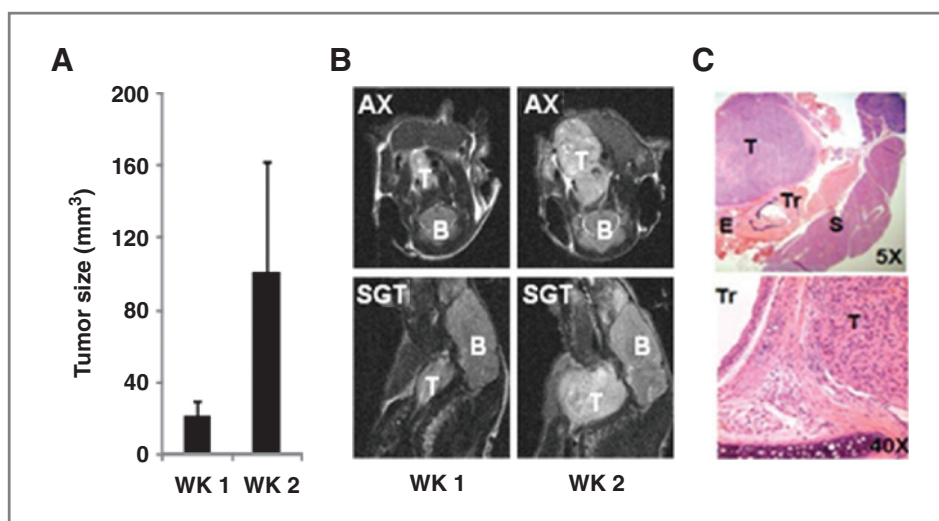 A
B
C
Tumor size (mm³)
200
160
120
80
40
0
WK 1 WK 2
AX
T
B
AX
T
B
SGT
T
B
SGT
T
B
WK 1 WK 2
T
Tr
E
S
5X
Tr
T
40X